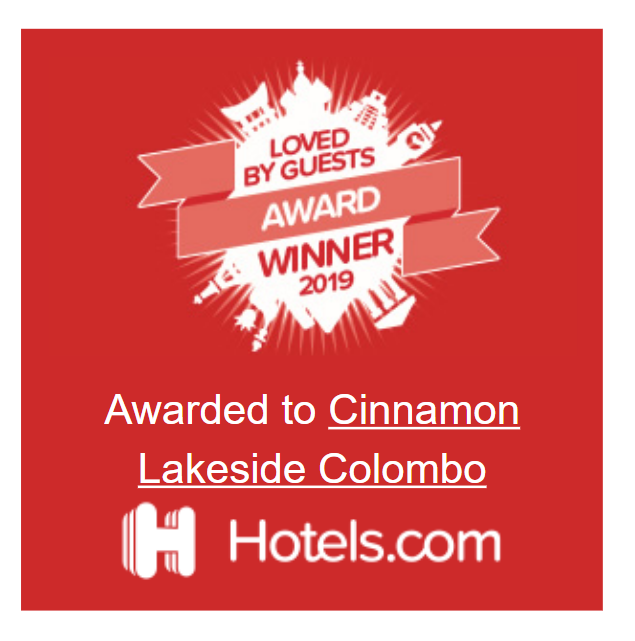 LOVED
BY GUESTS
AWARD
WINNER
2019
Awarded to Cinnamon
Lakeside Colombo
Hotels.com